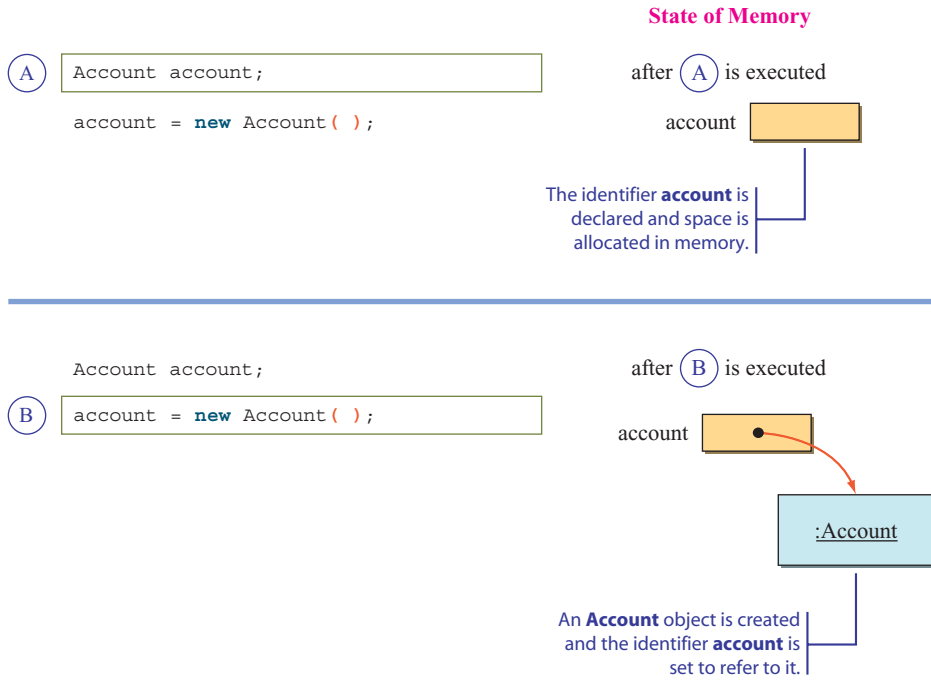 State of Memory
A
Account account;
after A is executed
account = new Account( );
account
The identifier account is
declared and space is
allocated in memory.
Account account;
after B is executed
B
account = new Account( );
account
:Account
An Account object is created
and the identifier account is
set to refer to it.